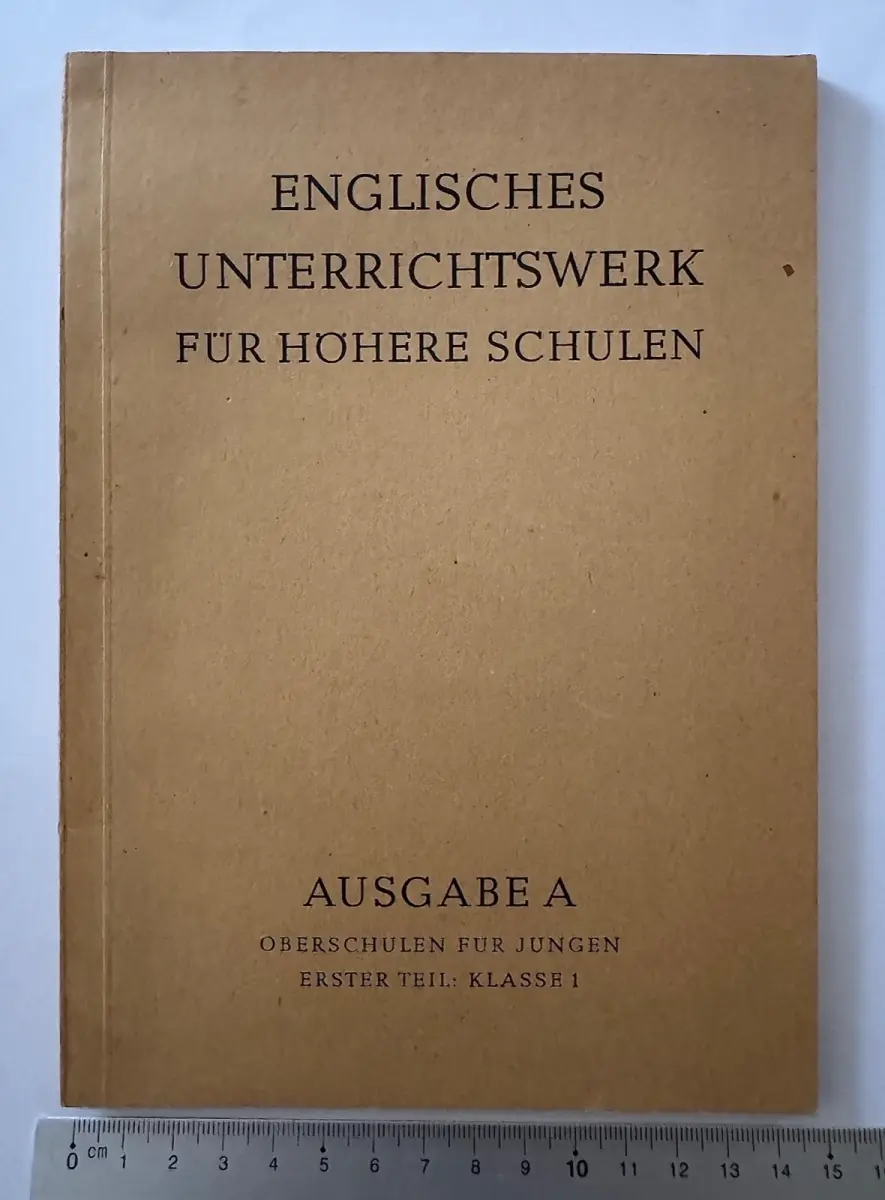 ENGLISCHES
UNTERRICHTSWERK
FÜR HÖHERE SCHULEN
AUSGABE A
OBERSCHULEN FÜR JUNGEN
ERSTER TEIL: KLASSE 1
0 cm 1 2 3 4 5 6 7 8 9 10 11 12 13 14 15